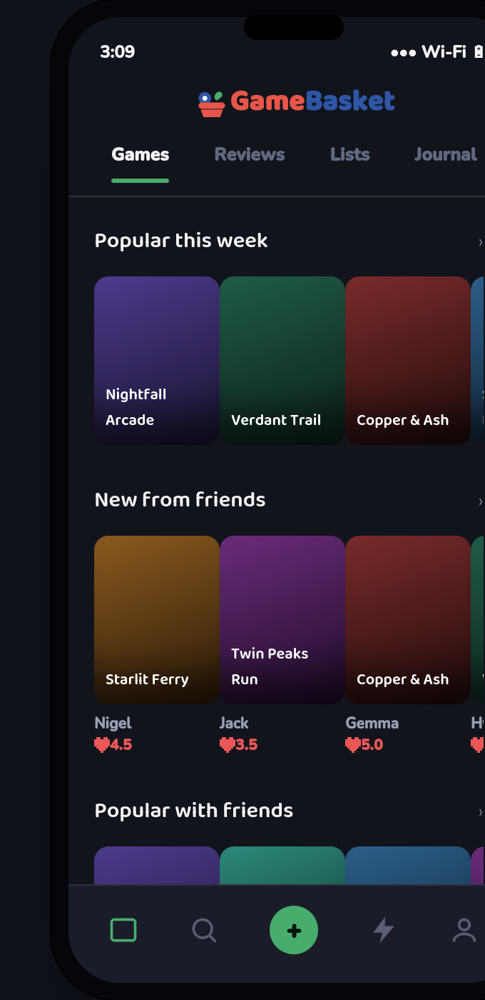 3:09
Wi-Fi
GameBasket
Games Reviews Lists Journal
Popular this week ›
Nightfall
Arcade
Verdant Trail
Copper & Ash
New from friends ›
Starlit Ferry
Twin Peaks
Run
Copper & Ash
Nigel Jack Gemma
4.5 3.5 5.0
Popular with friends ›